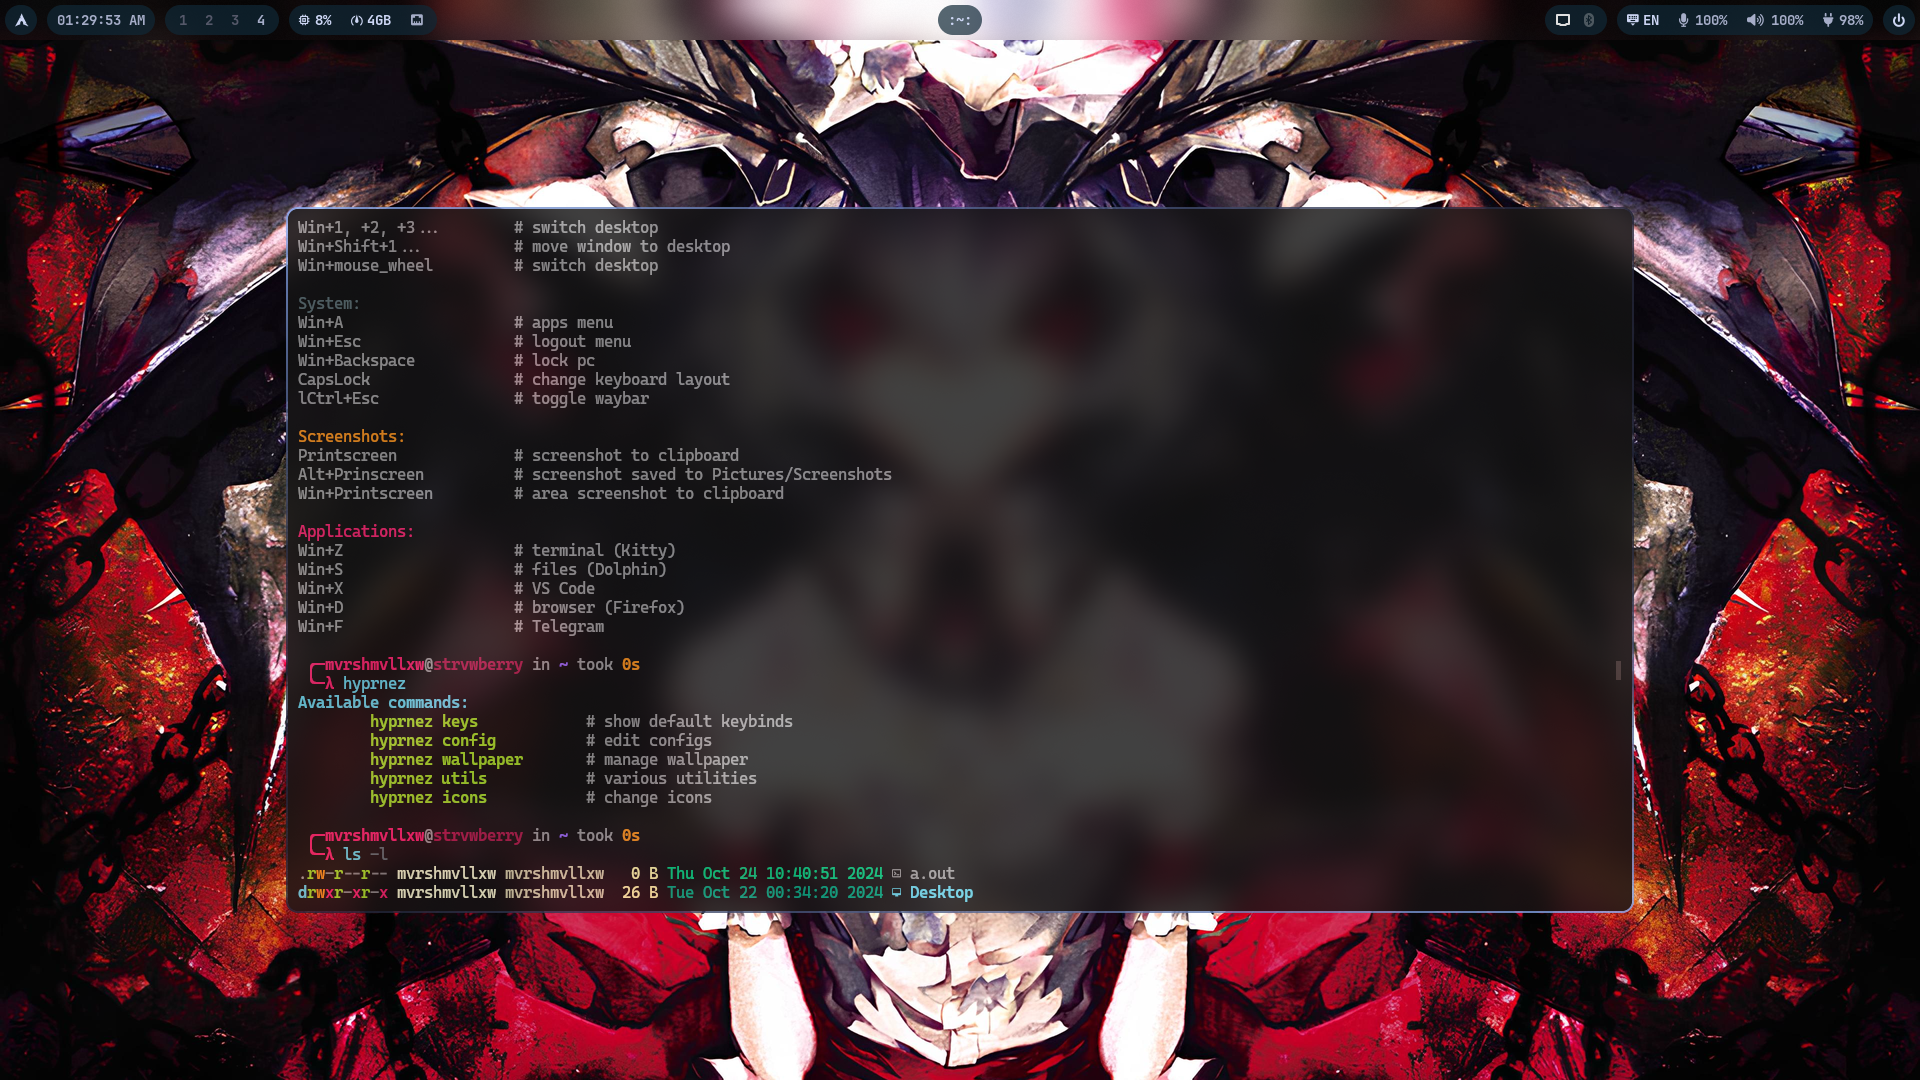 01:29:53 AM 1 2 3 4 8% 4GB :~: EN 100% 100% 98%
Win+1, +2, +3... # switch desktop
Win+Shift+1... # move window to desktop
Win+mouse_wheel # switch desktop
System:
Win+A # apps menu
Win+Esc # logout menu
Win+Backspace # lock pc
CapsLock # change keyboard layout
lCtrl+Esc # toggle waybar
Screenshots:
Printscreen # screenshot to clipboard
Alt+Prinscreen # screenshot saved to Pictures/Screenshots
Win+Printscreen # area screenshot to clipboard
Applications:
Win+Z # terminal (Kitty)
Win+S # files (Dolphin)
Win+X # VS Code
Win+D # browser (Firefox)
Win+F # Telegram
mvrshmvllxw@strvwberry in ~ took 0s
λ hyprnez
Available commands:
hyprnez keys # show default keybinds
hyprnez config # edit configs
hyprnez wallpaper # manage wallpaper
hyprnez utils # various utilities
hyprnez icons # change icons
mvrshmvllxw@strvwberry in ~ took 0s
λ ls -l
.rw-r--r-- mvrshmvllxw mvrshmvllxw 0 B Thu Oct 24 10:40:51 2024 a.out
drwxr-xr-x mvrshmvllxw mvrshmvllxw 26 B Tue Oct 22 00:34:20 2024 Desktop